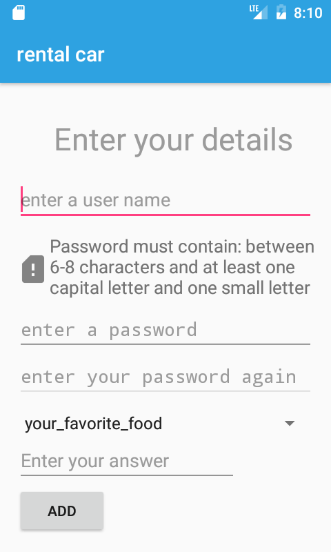 LTE 8:10
rental car
Enter your details
enter a user name
Password must contain: between
6-8 characters and at least one
capital letter and one small letter
enter a password
enter your password again
your_favorite_food
Enter your answer
ADD